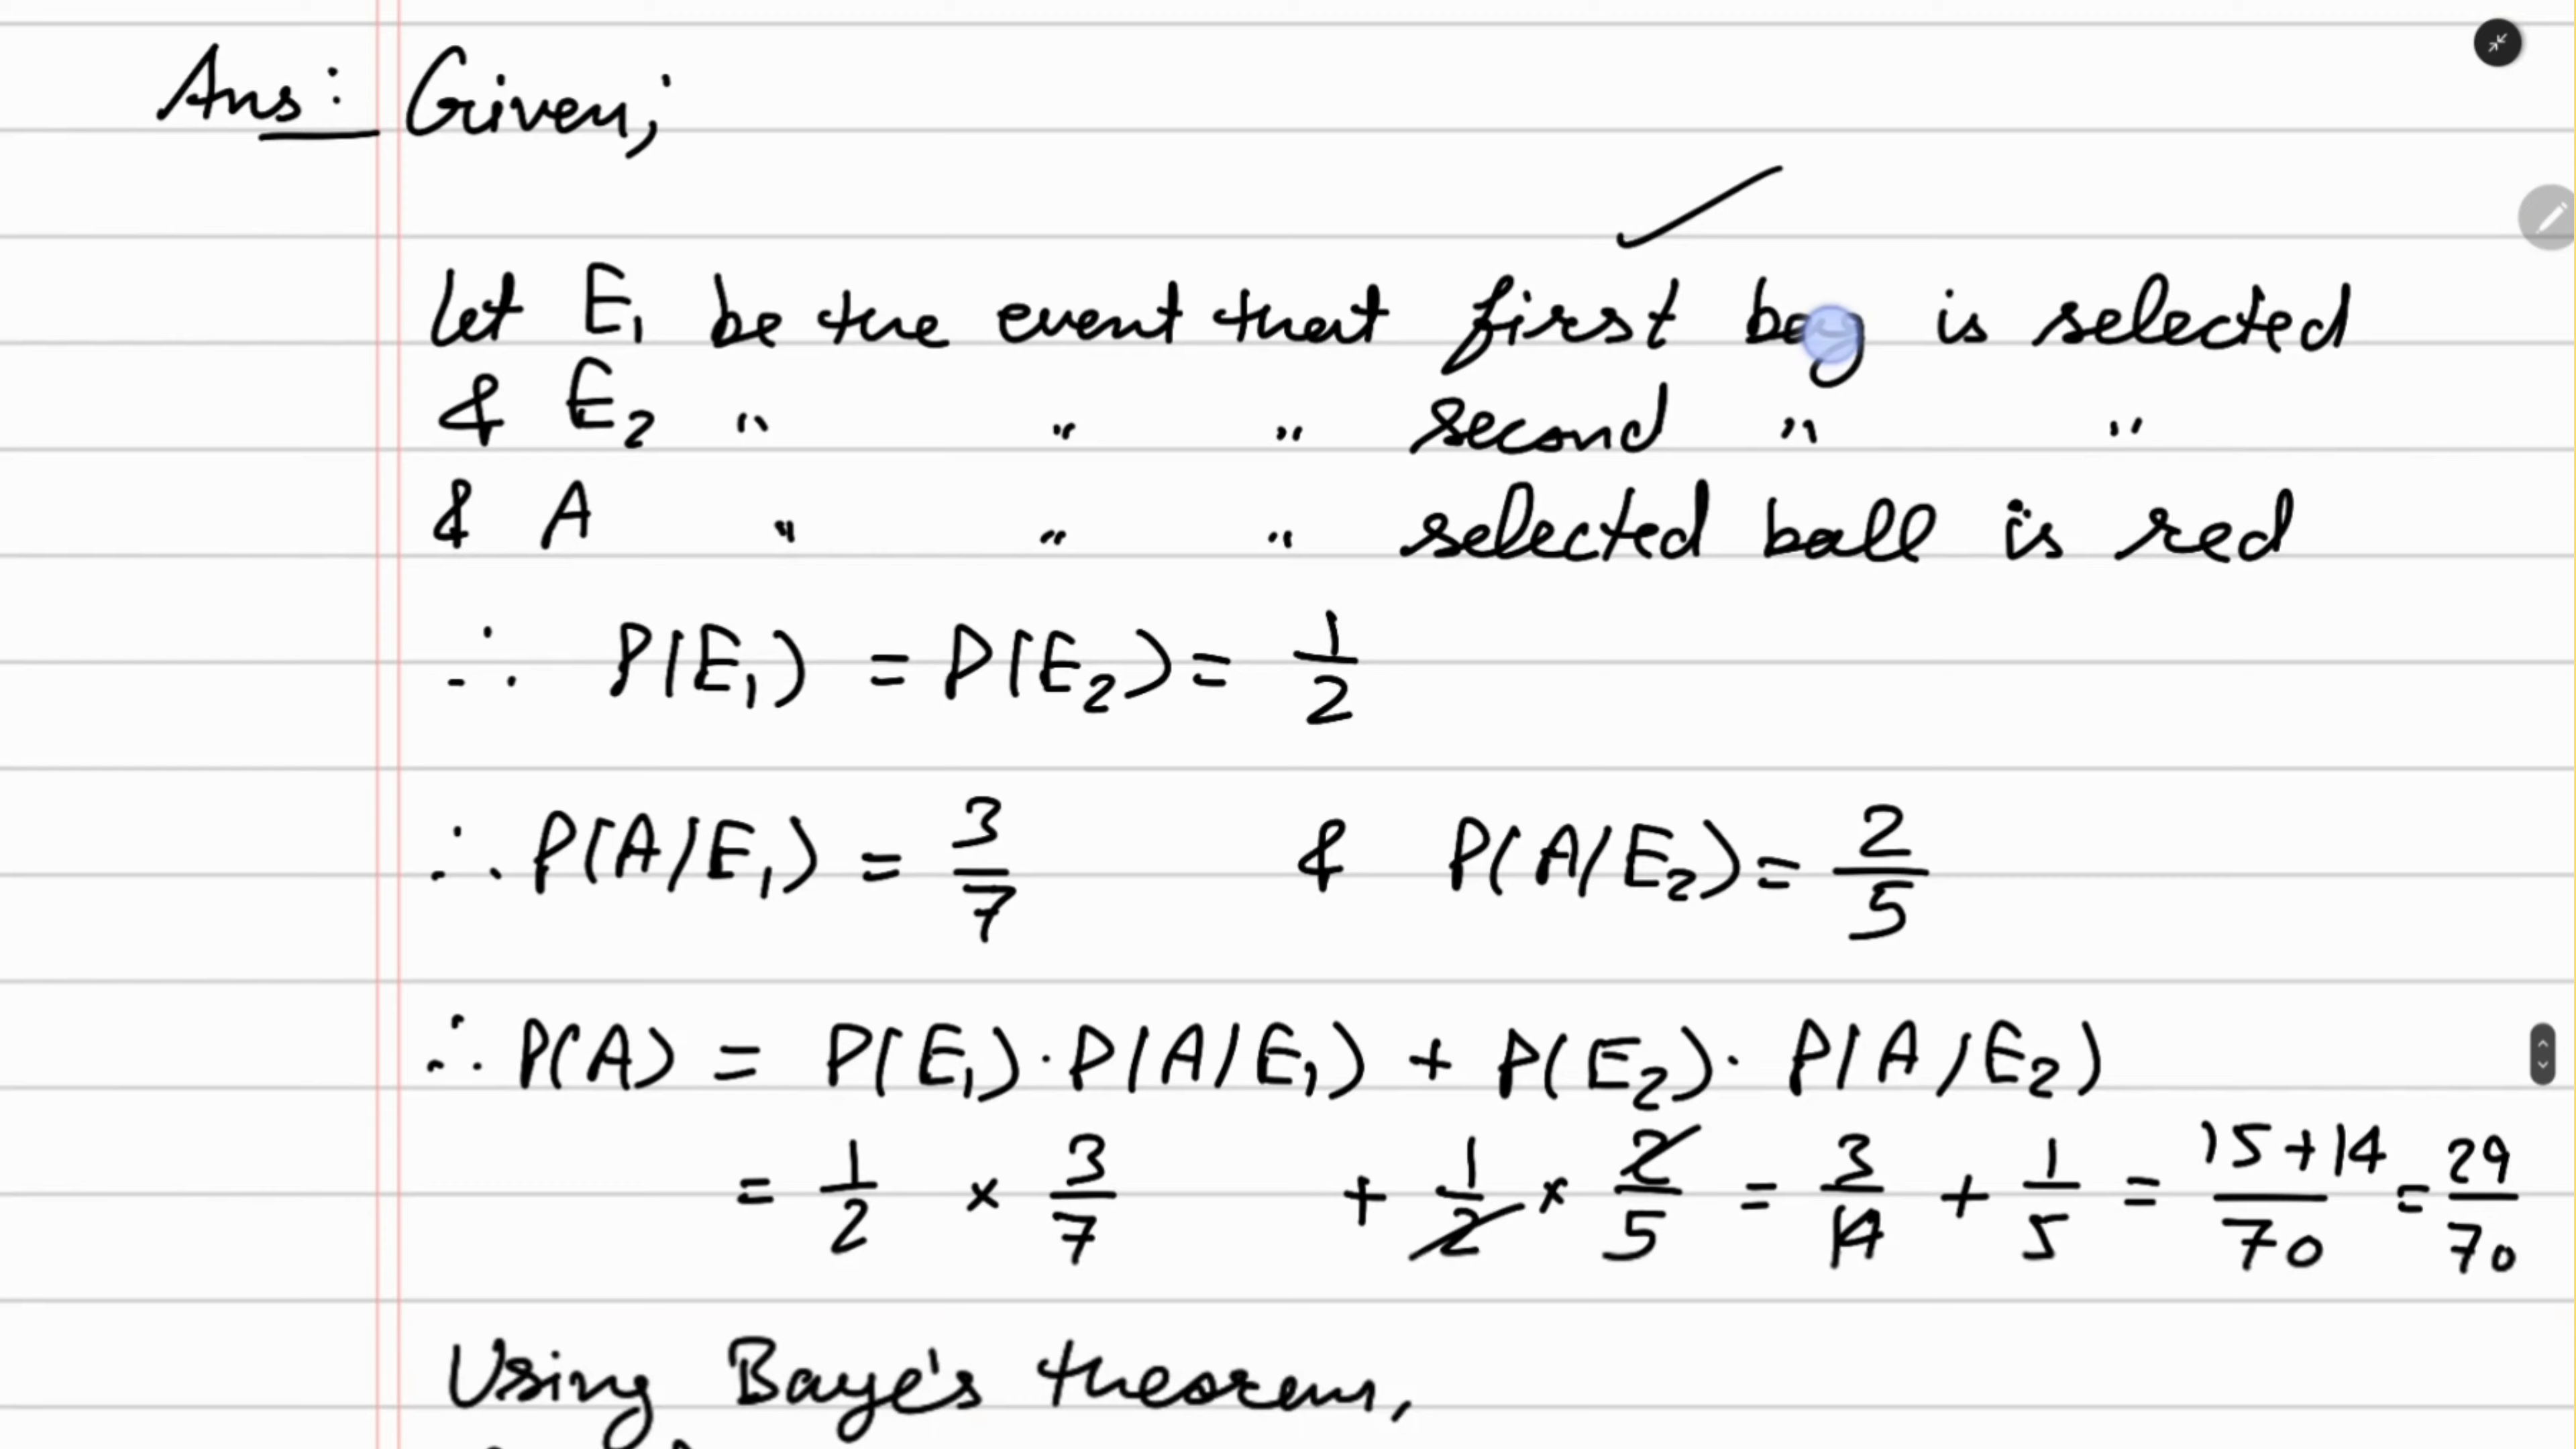 Ans: Given;
Let E₁ be the event that first bag is selected
& E₂ " " " second " "
& A " " " selected ball is red
∴ P(E₁) = P(E₂) = 1/2
∴ P(A/E₁) = 3/7 & P(A/E₂) = 2/5
∴ P(A) = P(E₁)·P(A/E₁) + P(E₂)·P(A/E₂)
= 1/2 × 3/7 + 1/2 × 2/5 = 3/14 + 1/5 = 15+14/70 = 29/70
Using Baye's theorem,